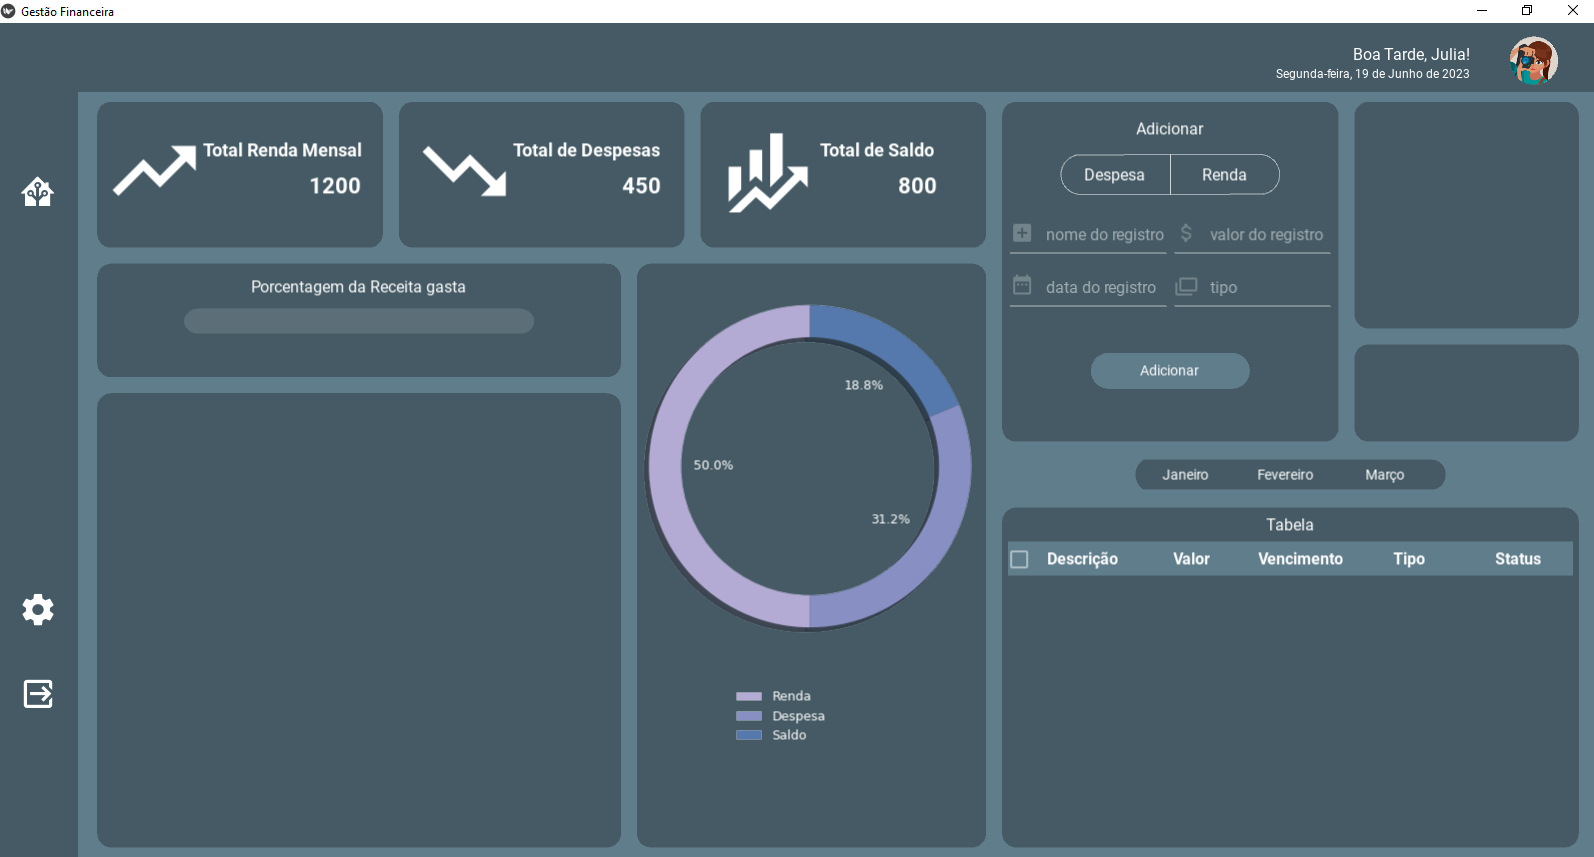 Gestão Financeira
Boa Tarde, Julia!
Segunda-feira, 19 de Junho de 2023
Total Renda Mensal
1200
Total de Despesas
450
Total de Saldo
800
Adicionar
Despesa Renda
nome do registro valor do registro
data do registro tipo
Adicionar
Porcentagem da Receita gasta
18.8%
50.0%
31.2%
Renda
Despesa
Saldo
Janeiro Fevereiro Março
Tabela
Descrição Valor Vencimento Tipo Status